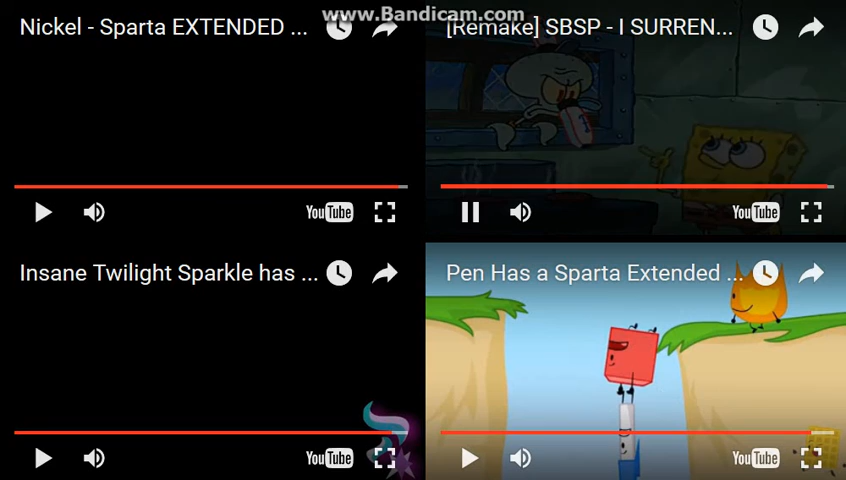 www.Bandicam.com
Nickel - Sparta EXTENDED ...
[Remake] SBSP - I SURREN...
YouTube
YouTube
Insane Twilight Sparkle has ...
Pen Has a Sparta Extended ...
YouTube
YouTube